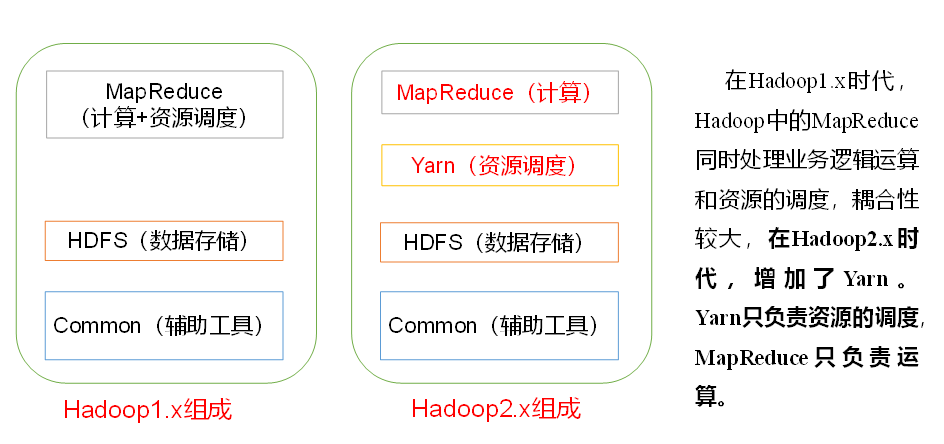 MapReduce
（计算+资源调度）
HDFS（数据存储）
Common（辅助工具）
Hadoop1.x组成
MapReduce（计算）
Yarn（资源调度）
HDFS（数据存储）
Common（辅助工具）
Hadoop2.x组成
在Hadoop1.x时代，
Hadoop中的MapReduce
同时处理业务逻辑运算
和资源的调度，耦合性
较大，在Hadoop2.x时
代，增加了Yarn。
Yarn只负责资源的调度,
MapReduce只负责运
算。